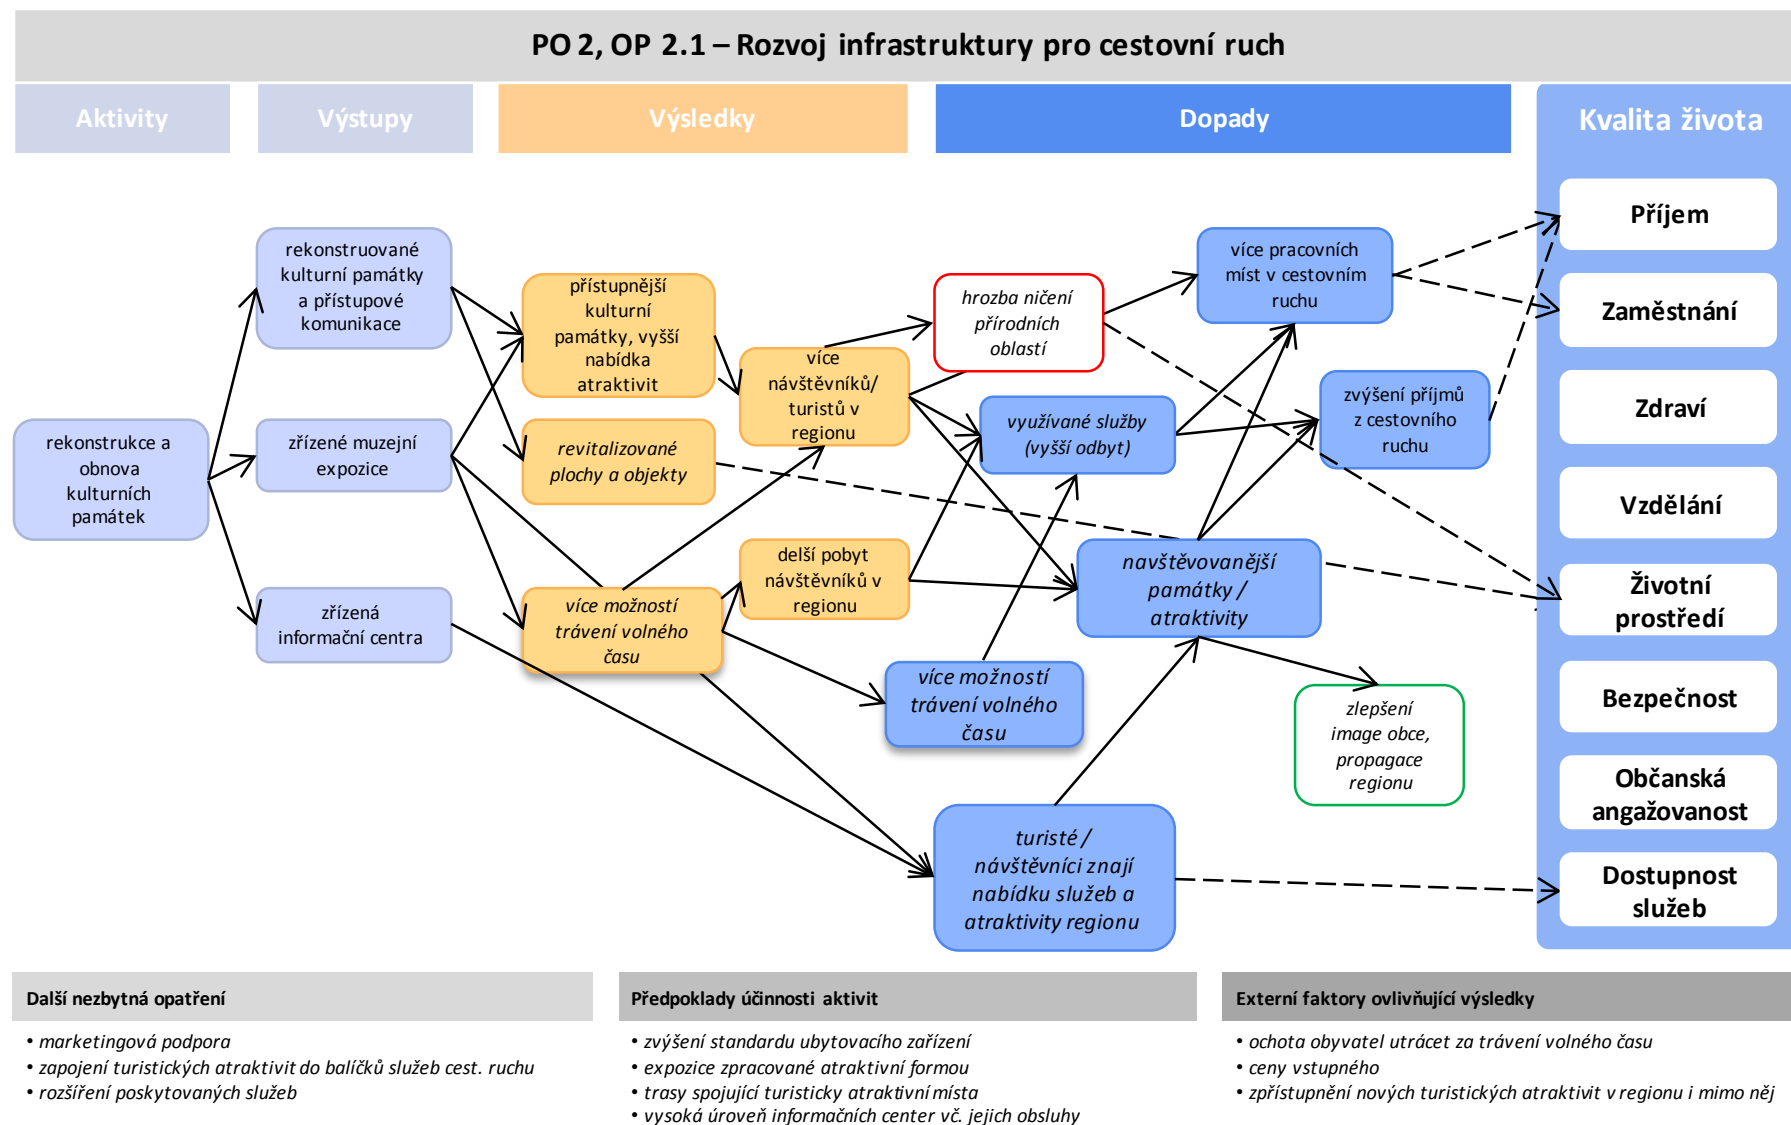 PO 2, OP 2.1 – Rozvoj infrastruktury pro cestovní ruch
Aktivity
Výstupy
Výsledky
Dopady
Kvalita života
rekonstrukce a
obnova
kulturních
památek
rekonstruované
kulturní památky
a přístupové
komunikace
zřízené muzejní
expozice
zřízená
informační centra
přístupnější
kulturní
památky, vyšší
nabídka
atraktivit
revitalizované
plochy a objekty
více možností
trávení volného
času
více
návštěvníků/
turistů v
regionu
delší pobyt
návštěvníků v
regionu
hrozba ničení
přírodních
oblastí
využívané služby
(vyšší odbyt)
více možností
trávení volného
času
turisté /
návštěvníci znají
nabídku služeb a
atraktivity regionu
více pracovních
míst v cestovním
ruchu
navštěvovanější
památky /
atraktivity
zvýšení příjmů
z cestovního
ruchu
zlepšení
image obce,
propagace
regionu
Příjem
Zaměstnání
Zdraví
Vzdělání
Životní
prostředí
Bezpečnost
Občanská
angažovanost
Dostupnost
služeb
Další nezbytná opatření
• marketingová podpora
• zapojení turistických atraktivit do balíčků služeb cest. ruchu
• rozšíření poskytovaných služeb
Předpoklady účinnosti aktivit
• zvýšení standardu ubytovacího zařízení
• expozice zpracované atraktivní formou
• trasy spojující turisticky atraktivní místa
• vysoká úroveň informačních center vč. jejich obsluhy
Externí faktory ovlivňující výsledky
• ochota obyvatel utrácet za trávení volného času
• ceny vstupného
• zpřístupnění nových turistických atraktivit v regionu i mimo něj